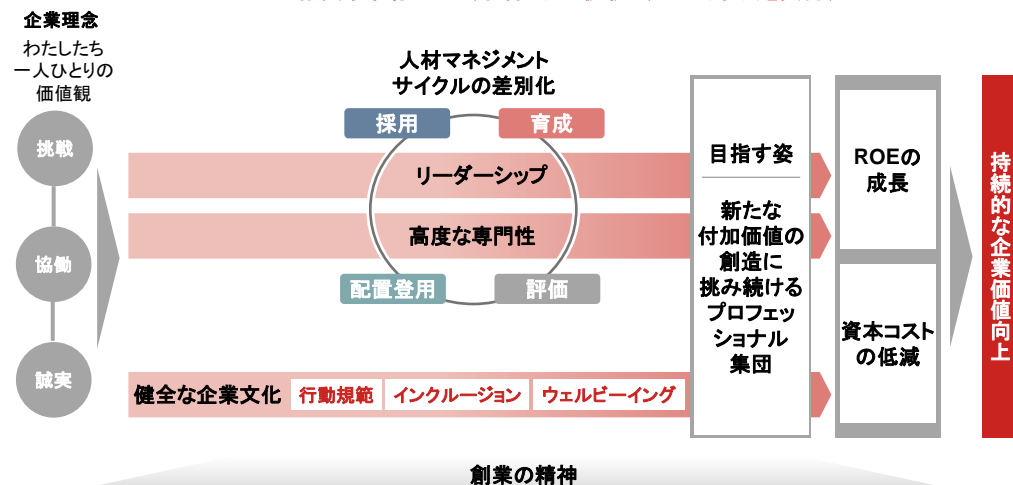 企業理念
わたしたち
一人ひとりの
価値観
挑戦
協働
誠実
人材マネジメント
サイクルの差別化
採用
育成
リーダーシップ
高度な専門性
配置登用
評価
健全な企業文化
行動規範
インクルージョン
ウェルビーイング
目指す姿
新たな
付加価値の
創造に
挑み続ける
プロフェッ
ショナル
集団
ROEの
成長
資本コスト
の低減
持続的な企業価値向上
創業の精神